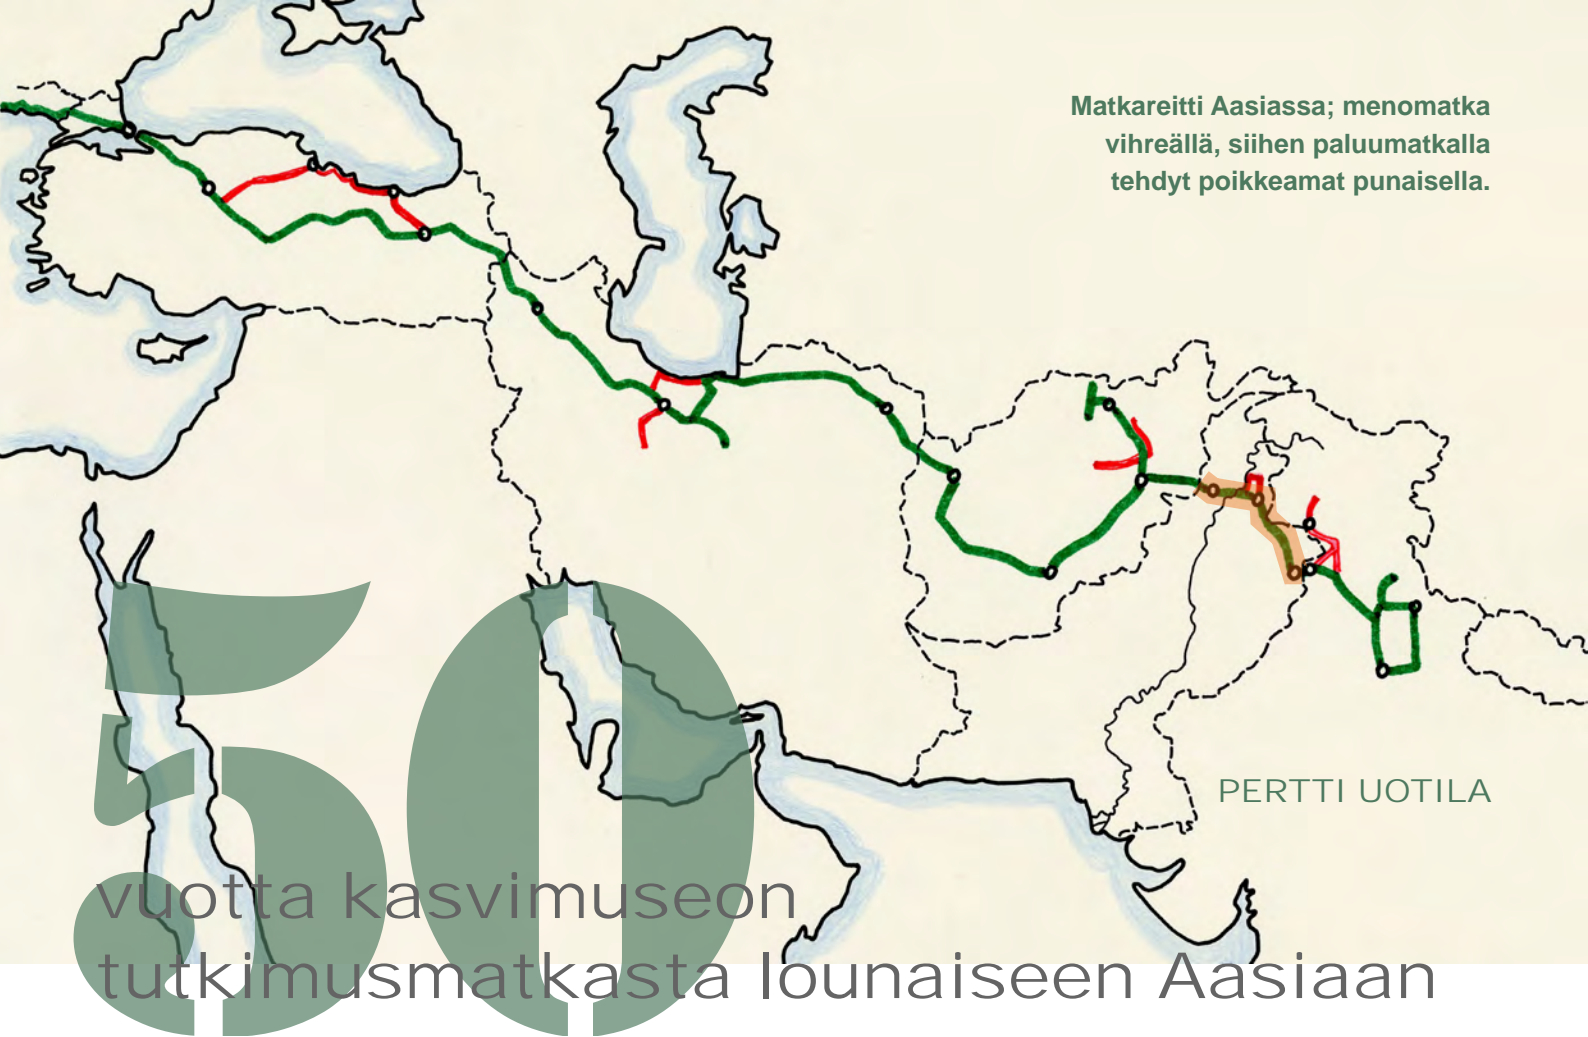 Matkareitti Aasiassa; menomatka
vihreällä, siihen paluumatkalla
tehdyt poikkeamat punaisella.
PERTTI UOTILA
50
vuotta kasvimuseon
tutkimusmatkasta lounaiseen Aasiaan